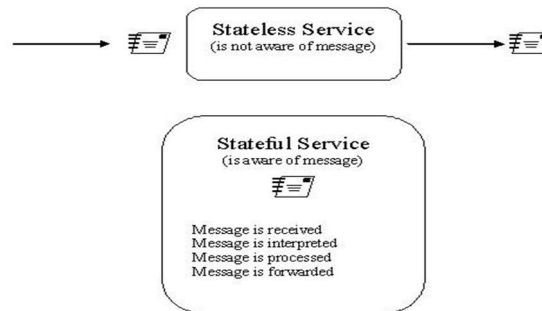 Stateless Service
(is not aware of message)
Stateful Service
(is aware of message)
Message is received
Message is interpreted
Message is processed
Message is forwarded